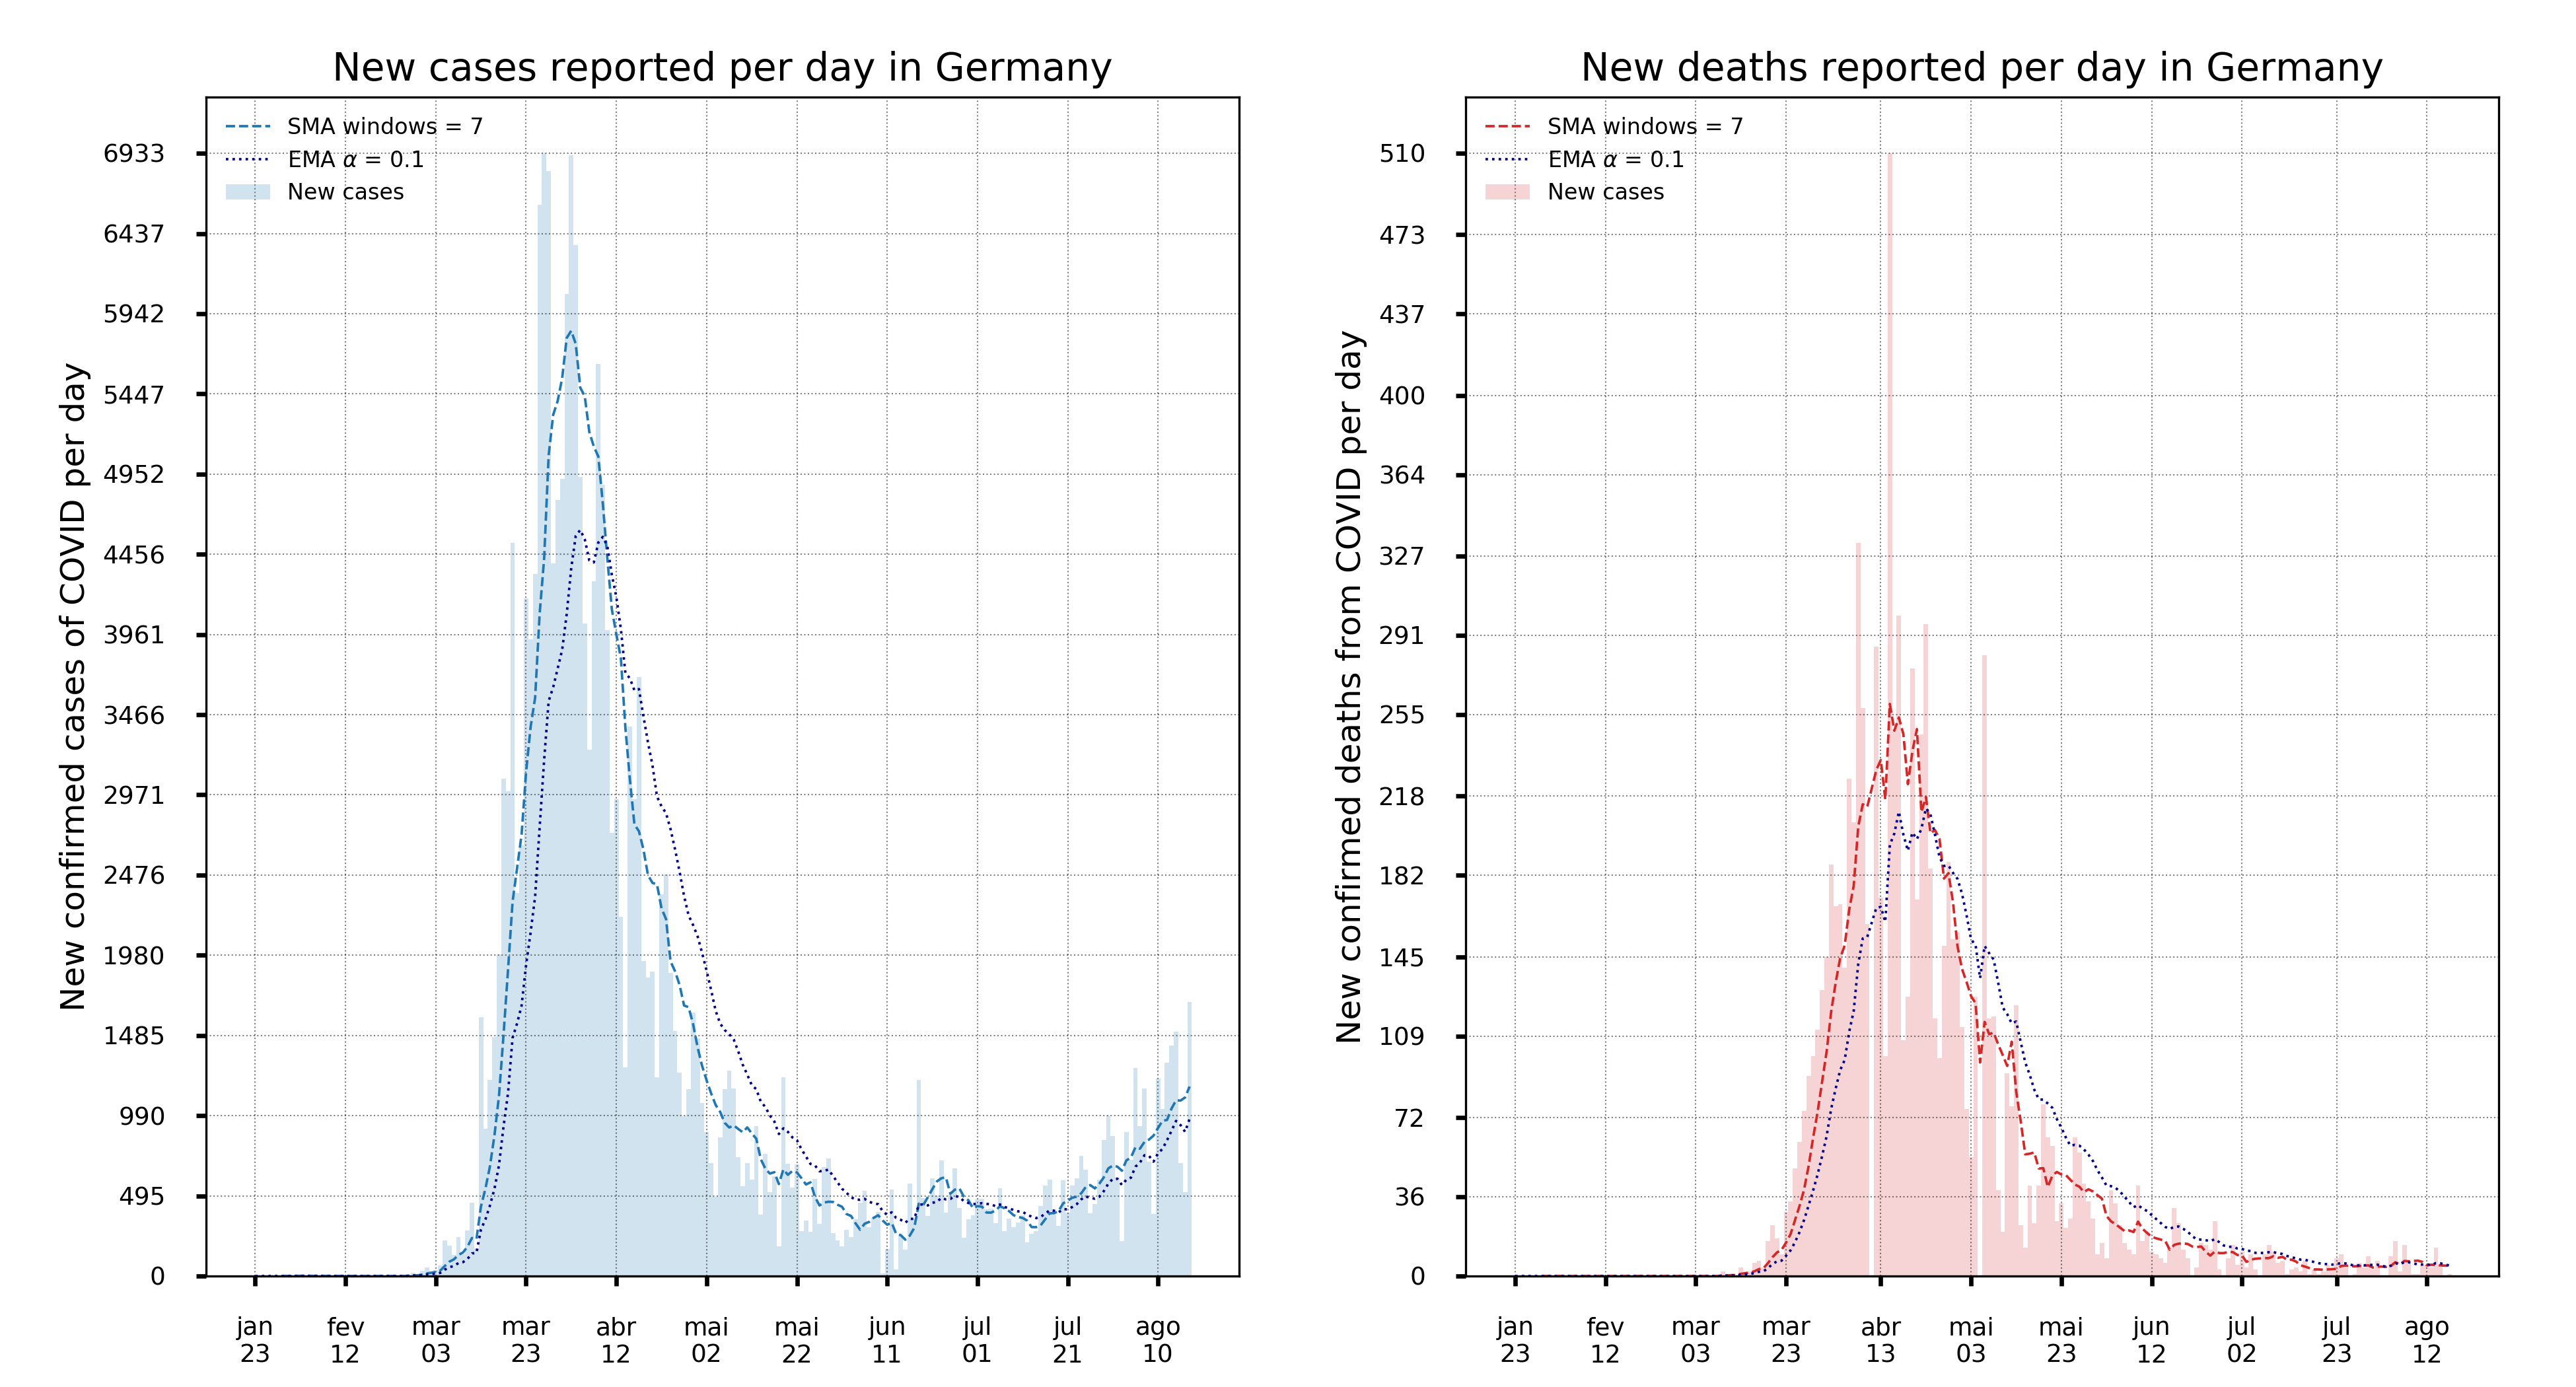 New cases reported per day in Germany
SMA windows = 7
EMA α = 0.1
New cases
New confirmed cases of COVID per day
6933
6437
5942
5447
4952
4456
3961
3466
2971
2476
1980
1485
990
495
0
jan 23
fev 12
mar 03
mar 23
abr 12
mai 02
mai 22
jun 11
jul 01
jul 21
ago 10
New deaths reported per day in Germany
SMA windows = 7
EMA α = 0.1
New cases
New confirmed deaths from COVID per day
510
473
437
400
364
327
291
255
218
182
145
109
72
36
0
jan 23
fev 12
mar 03
mar 23
abr 13
mai 03
mai 23
jun 12
jul 02
jul 23
ago 12